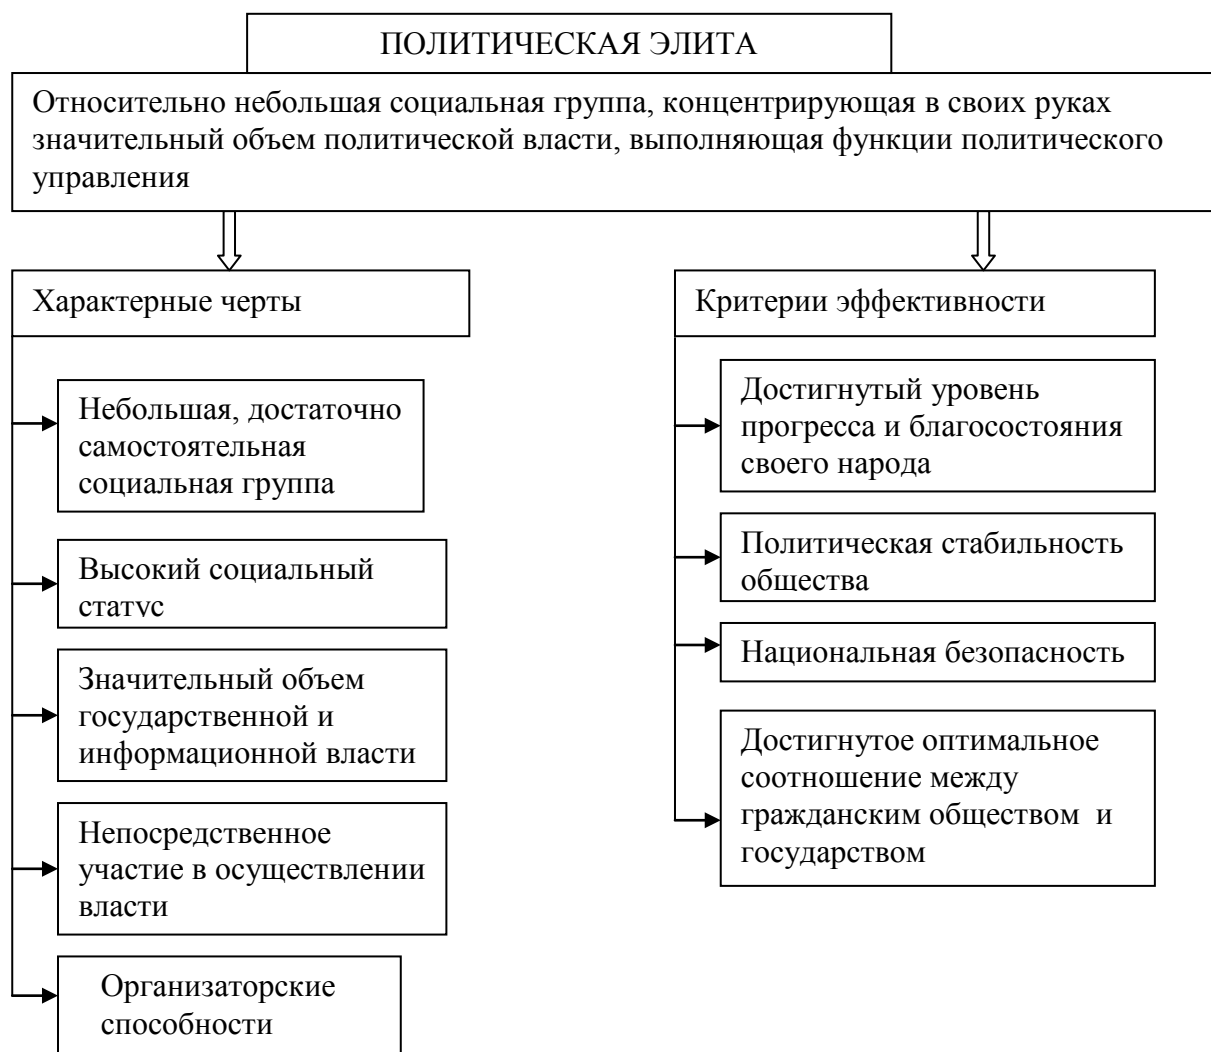 ПОЛИТИЧЕСКАЯ ЭЛИТА
Относительно небольшая социальная группа, концентрирующая в своих руках
значительный объем политической власти, выполняющая функции политического
управления
Характерные черты
Небольшая, достаточно
самостоятельная
социальная группа
Высокий социальный
статус
Значительный объем
государственной и
информационной власти
Непосредственное
участие в осуществлении
власти
Организаторские
способности
Критерии эффективности
Достигнутый уровень
прогресса и благосостояния
своего народа
Политическая стабильность
общества
Национальная безопасность
Достигнутое оптимальное
соотношение между
гражданским обществом и
государством